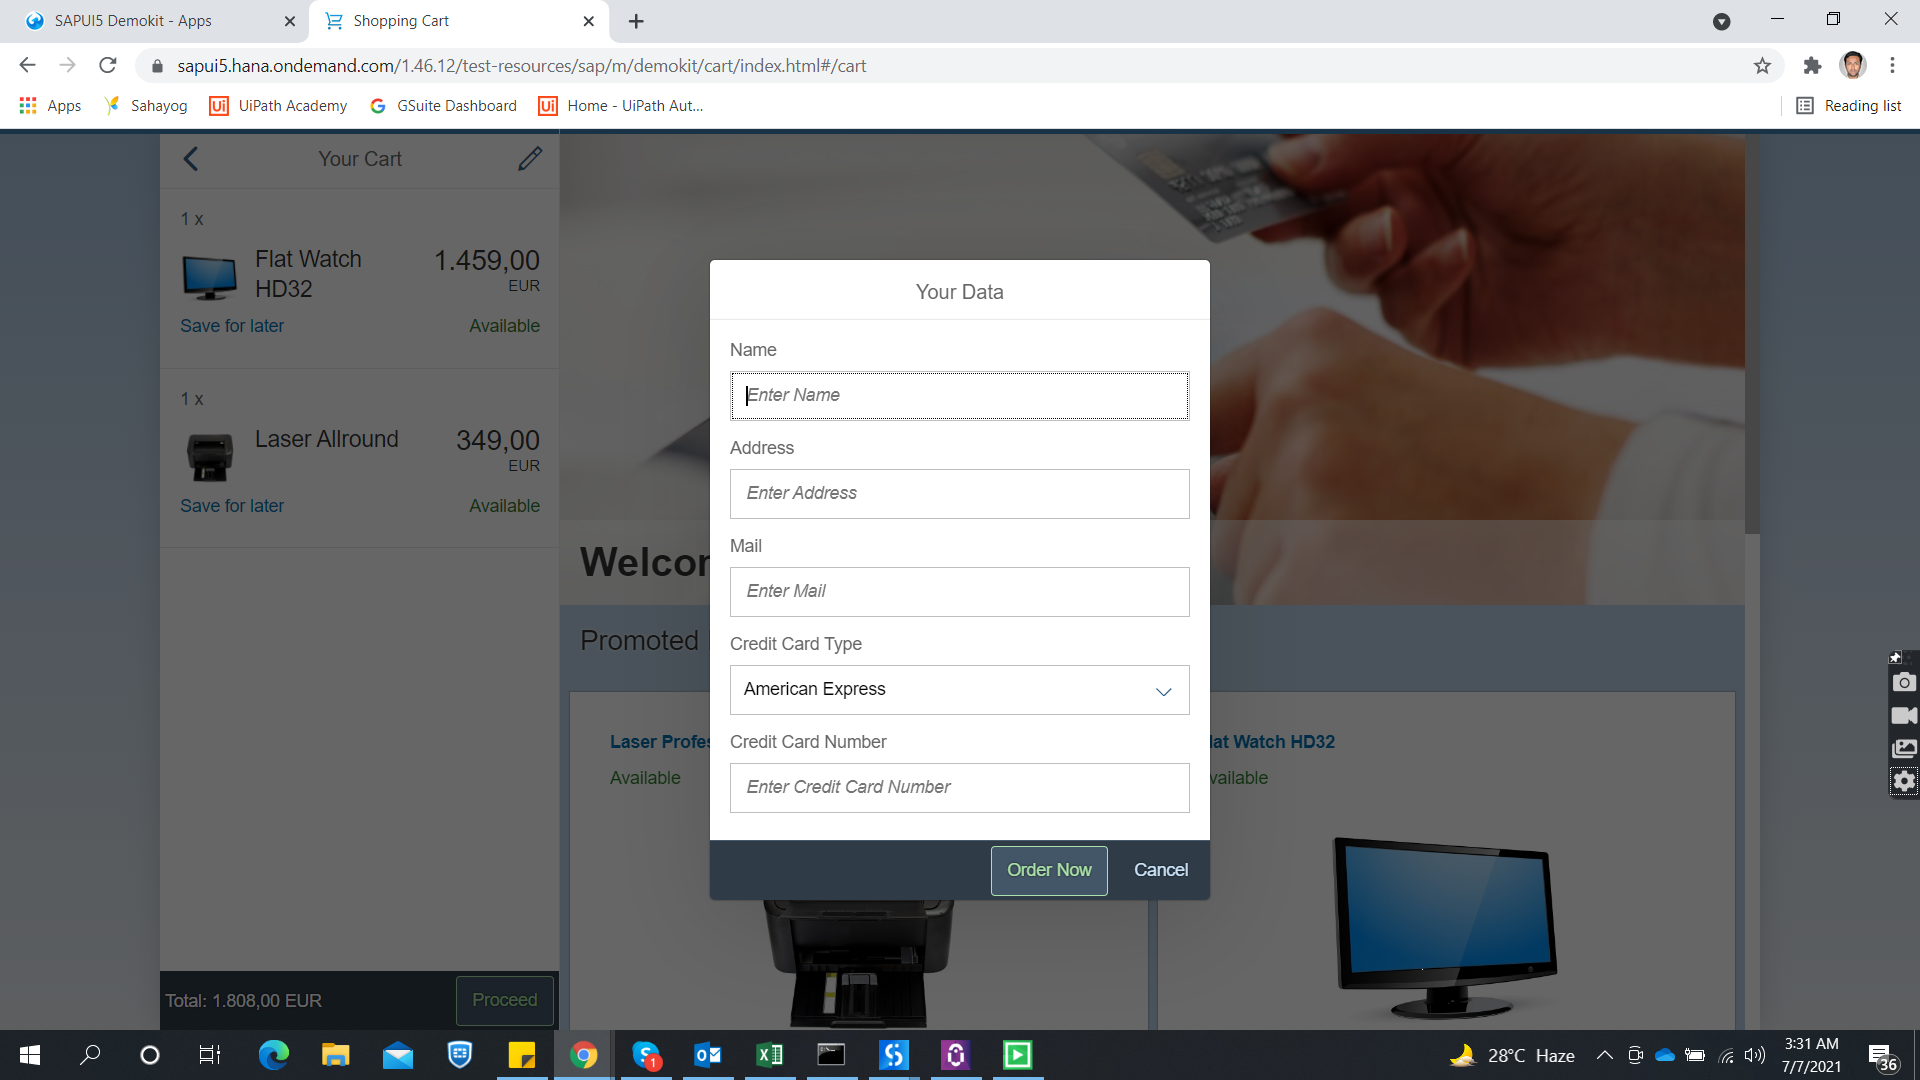 SAPUI5 Demokit - Apps
Shopping Cart
sapui5.hana.ondemand.com/1.46.12/test-resources/sap/m/demokit/cart/index.html#/cart
Apps
Sahayog
UiPath Academy
GSuite Dashboard
Home - UiPath Aut...
Reading list
Your Cart
1 x
Flat Watch HD32
1.459,00
EUR
Save for later
Available
1 x
Laser Allround
349,00
EUR
Save for later
Available
Total: 1.808,00 EUR
Proceed
Welcor
Promoted
Laser Profes
Available
lat Watch HD32
vailable
Your Data
Name
Enter Name
Address
Enter Address
Mail
Enter Mail
Credit Card Type
American Express
Credit Card Number
Enter Credit Card Number
Order Now
Cancel
1
28°C Haze
3:31 AM
7/7/2021
36